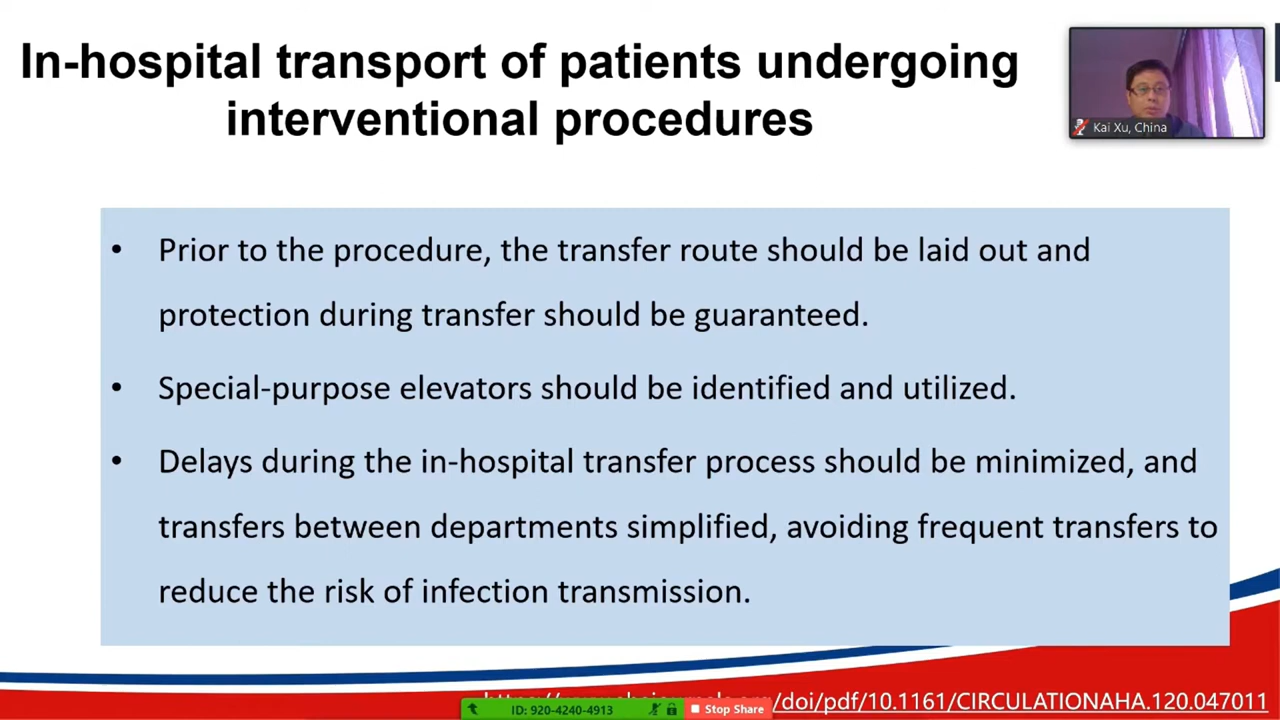 In-hospital transport of patients undergoing
interventional procedures
Kai Xu, China
• Prior to the procedure, the transfer route should be laid out and
protection during transfer should be guaranteed.
• Special-purpose elevators should be identified and utilized.
• Delays during the in-hospital transfer process should be minimized, and
transfers between departments simplified, avoiding frequent transfers to
reduce the risk of infection transmission.
/doi/pdf/10.1161/CIRCULATIONAHA.120.047011
ID: 920-4240-4913
Stop Share